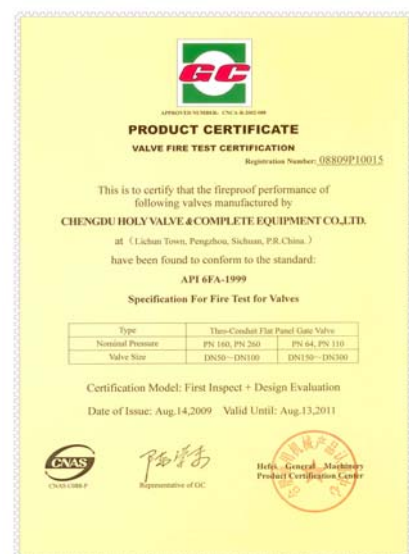 GC
APPROVED NUMBER: CNCA-R-2002-088
PRODUCT CERTIFICATE
VALVE FIRE TEST CERTIFICATION
Registration Number: 08809P10015
This is to certify that the fireproof performance of
following valves manufactured by
CHENGDU HOLY VALVE &COMPLETE EQUIPMENT CO.,LTD.
at (Lichun Town, Pengzhou, Sichuan, P.R.China.)
have been found to conform to the standard:
API 6FA-1999
Specification For Fire Test for Valves
Type Thro-Conduit Flat Panel Gate Valve
Nominal Pressure PN 160, PN 260 PN 64, PN 110
Valve Size DN50～DN100 DN150～DN300
Certification Model: First Inspect + Design Evaluation
Date of Issue: Aug.14,2009 Valid Until: Aug.13,2011
CNAS
Representative of GC
Hefei General Machinery
Product Certification Center